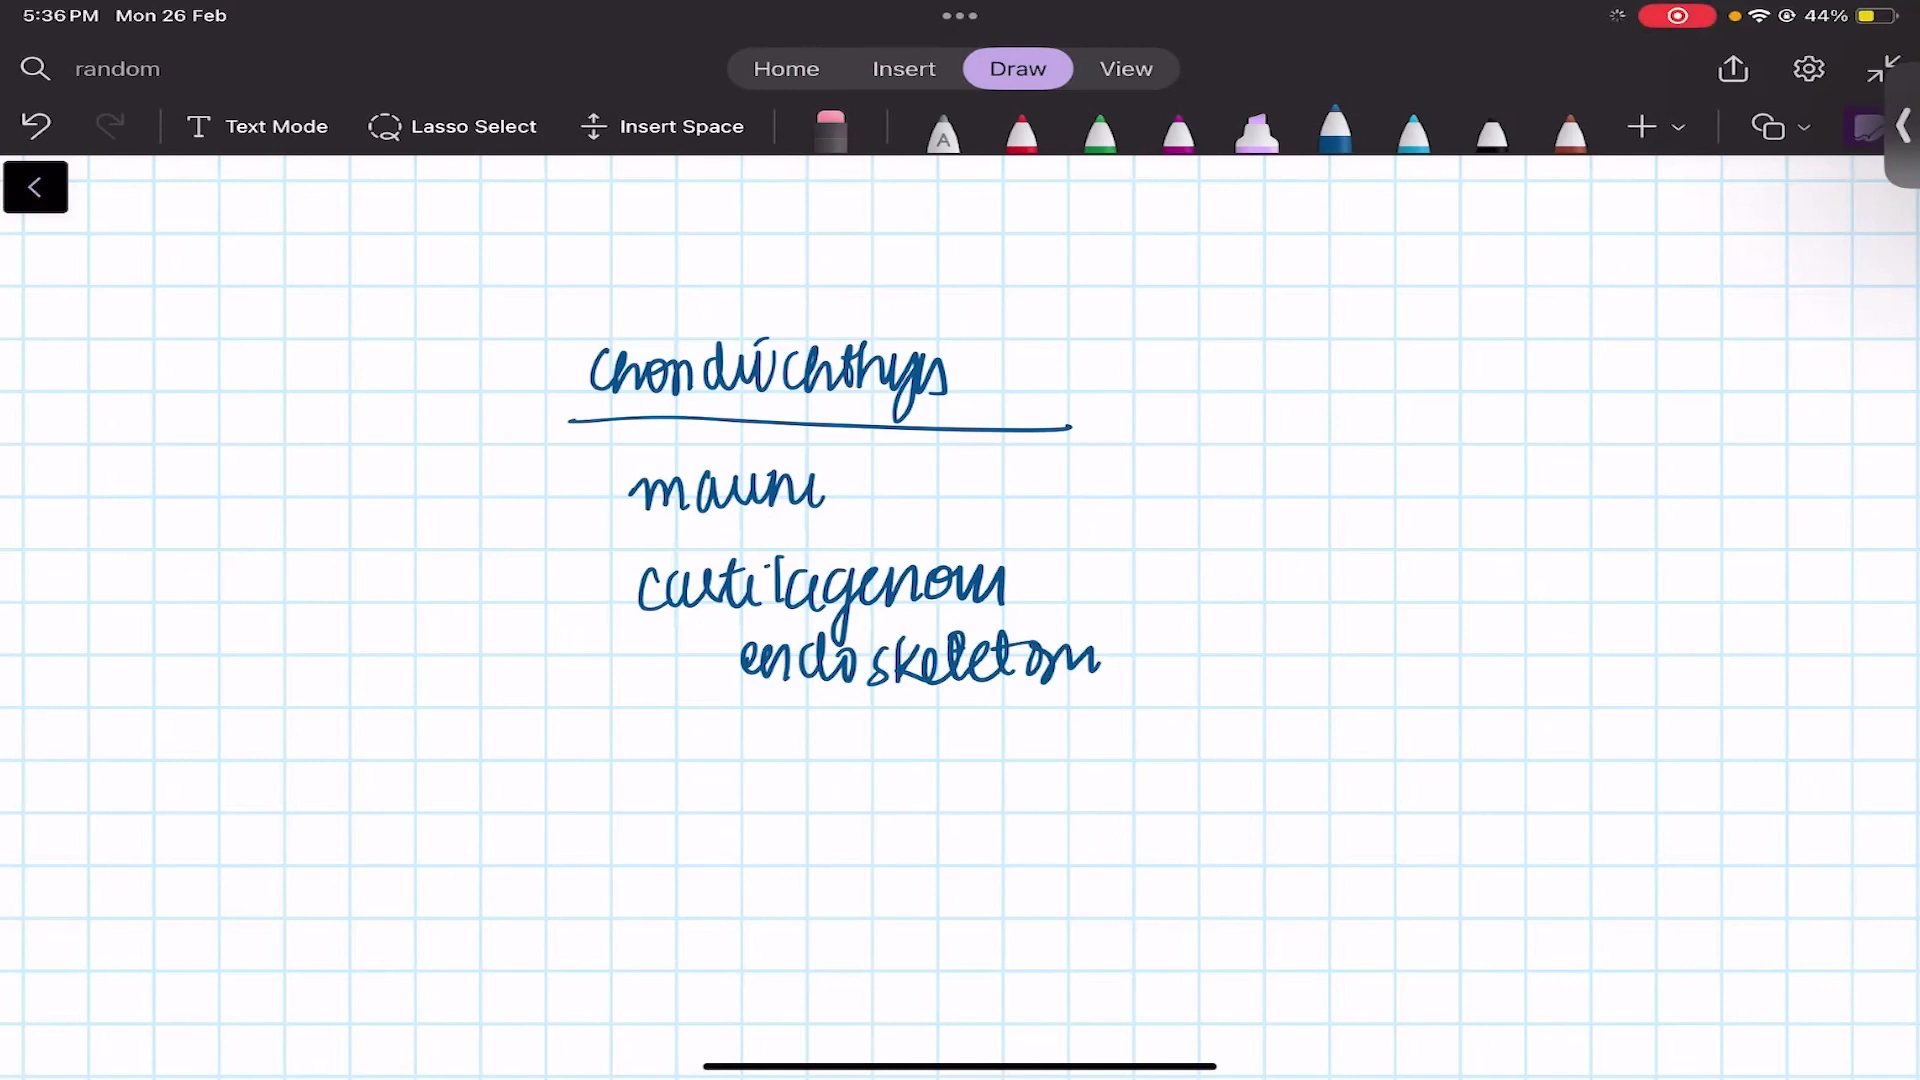 5:36 PM Mon 26 Feb
44%
random
Home Insert Draw View
Text Mode Lasso Select Insert Space
A
Chondrichthyes
marine
cartilagenous
endoskeleton